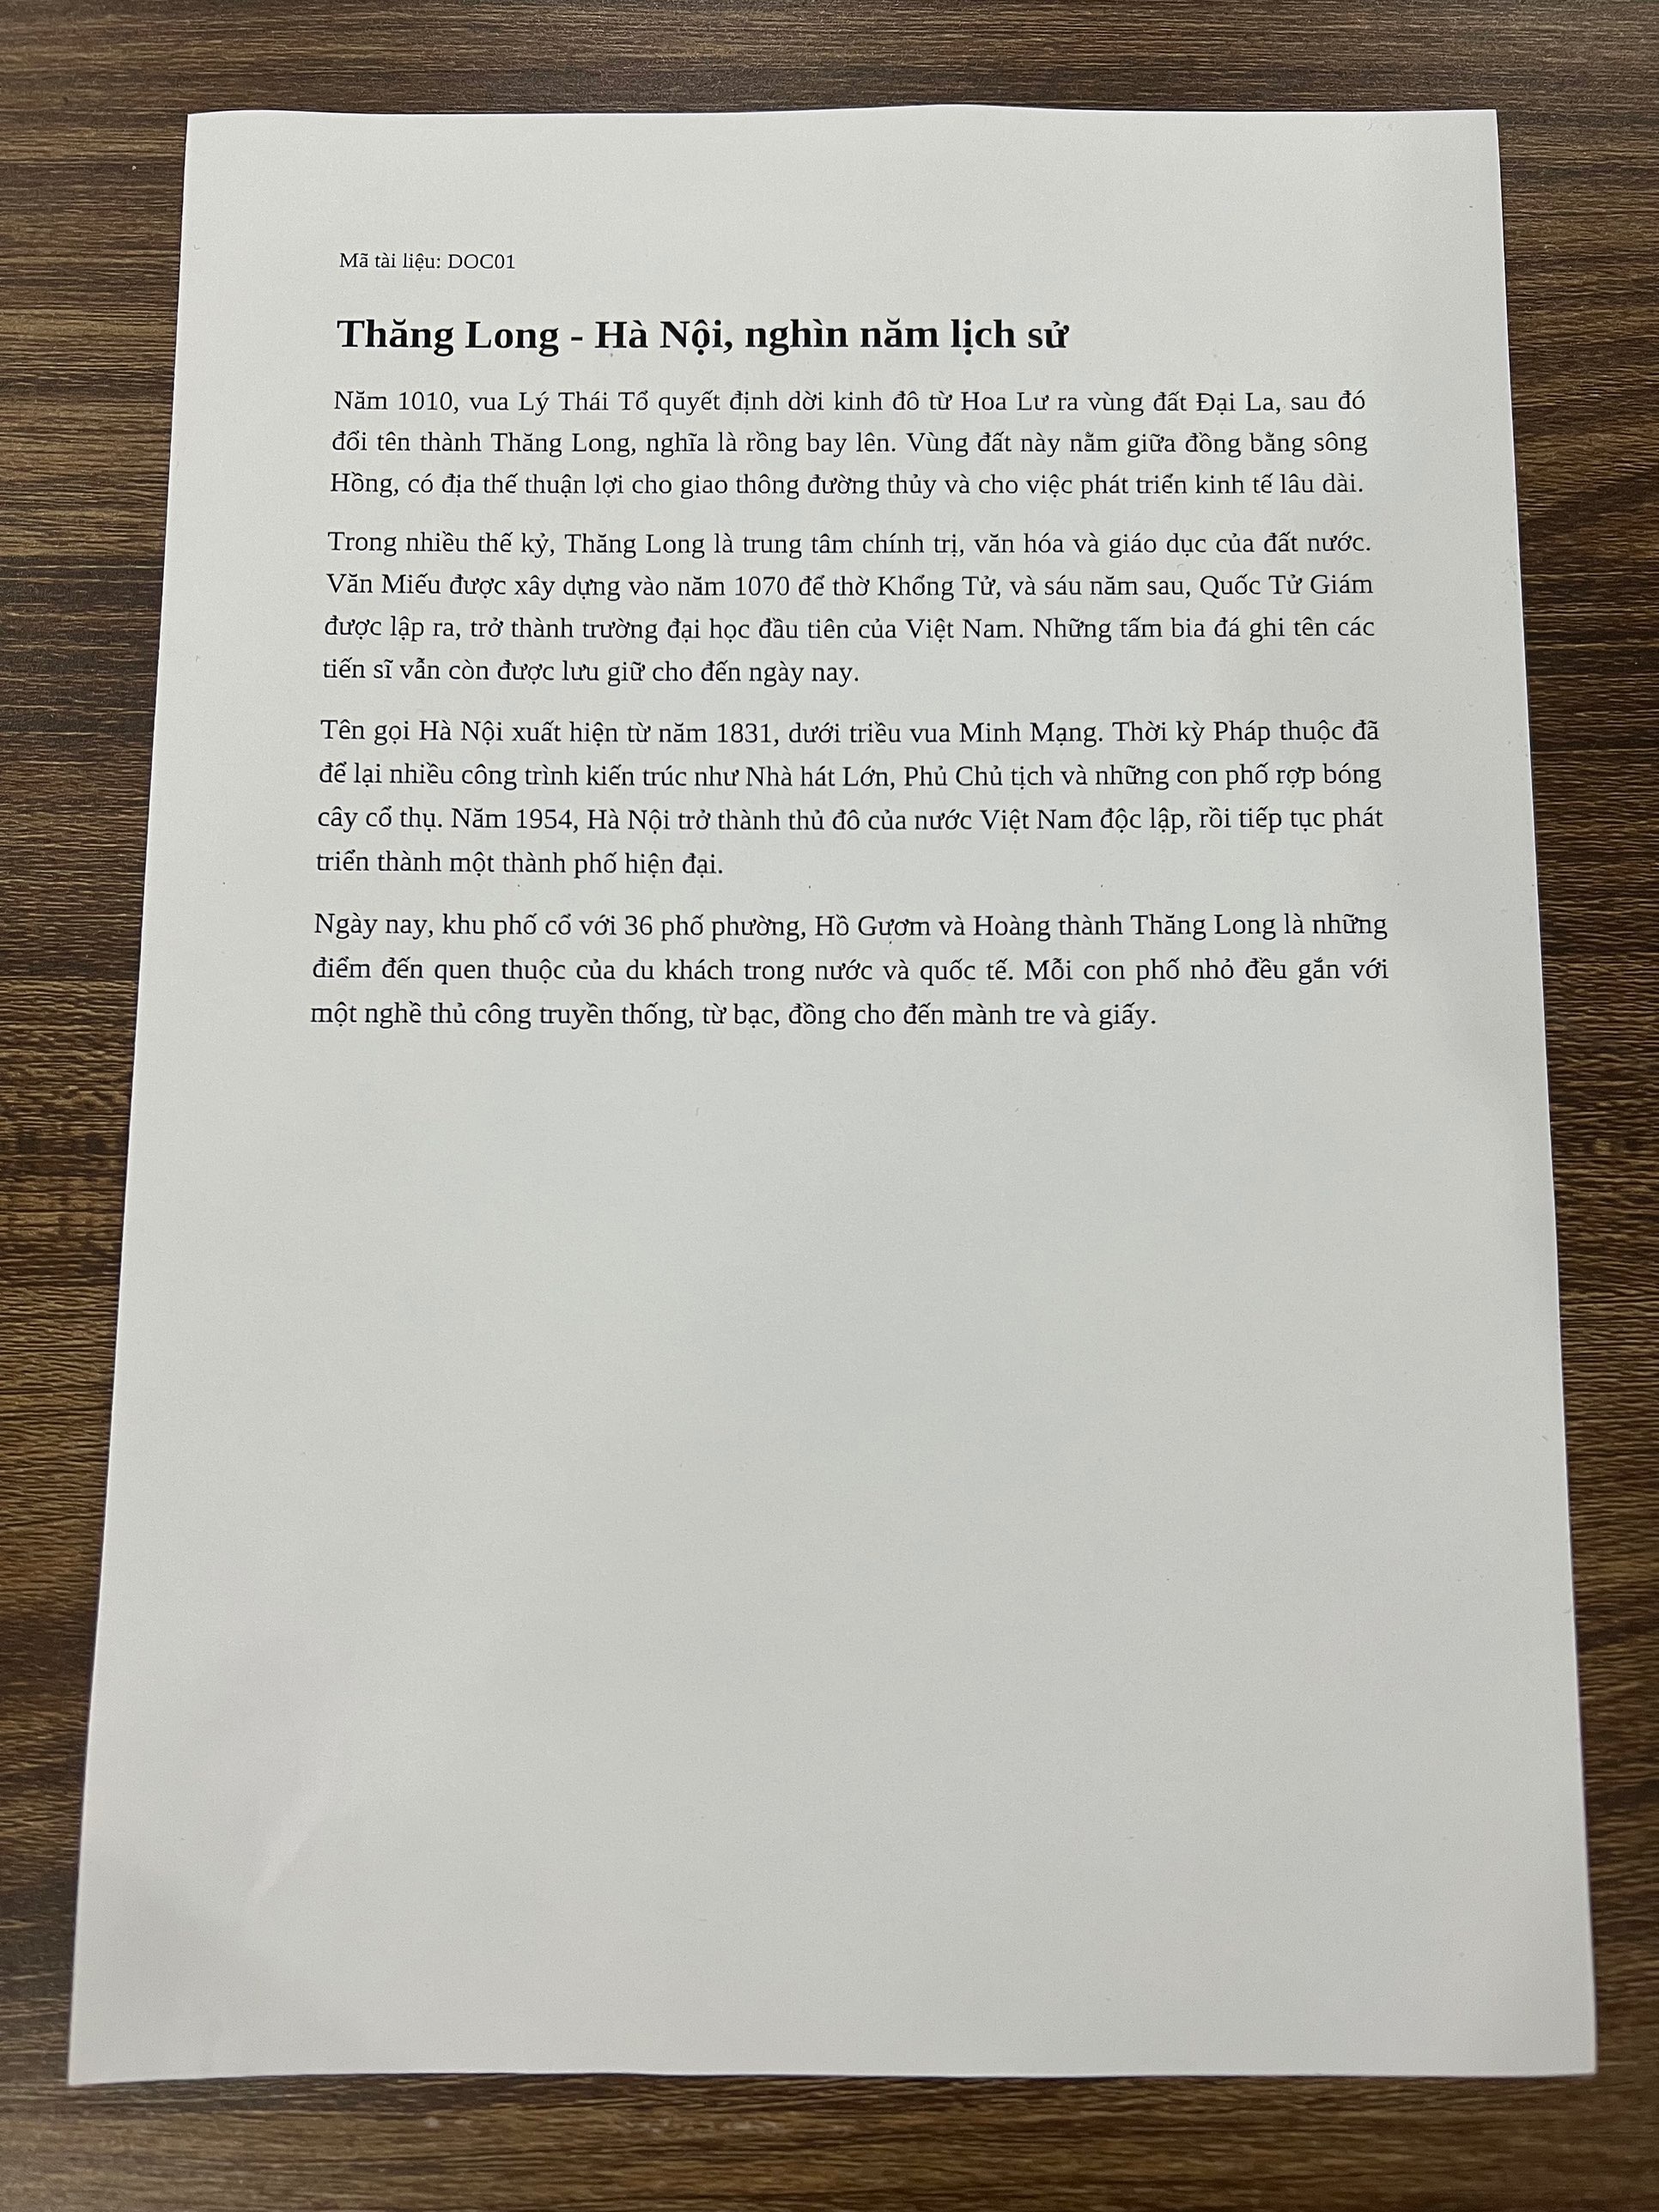 Mã tài liệu: DOC01
Thăng Long - Hà Nội, nghìn năm lịch sử
Năm 1010, vua Lý Thái Tổ quyết định dời kinh đô từ Hoa Lư ra vùng đất Đại La, sau đó
đổi tên thành Thăng Long, nghĩa là rồng bay lên. Vùng đất này nằm giữa đồng bằng sông
Hồng, có địa thế thuận lợi cho giao thông đường thủy và cho việc phát triển kinh tế lâu dài.
Trong nhiều thế kỷ, Thăng Long là trung tâm chính trị, văn hóa và giáo dục của đất nước.
Văn Miếu được xây dựng vào năm 1070 để thờ Khổng Tử, và sáu năm sau, Quốc Tử Giám
được lập ra, trở thành trường đại học đầu tiên của Việt Nam. Những tấm bia đá ghi tên các
tiến sĩ vẫn còn được lưu giữ cho đến ngày nay.
Tên gọi Hà Nội xuất hiện từ năm 1831, dưới triều vua Minh Mạng. Thời kỳ Pháp thuộc đã
để lại nhiều công trình kiến trúc như Nhà hát Lớn, Phủ Chủ tịch và những con phố rợp bóng
cây cổ thụ. Năm 1954, Hà Nội trở thành thủ đô của nước Việt Nam độc lập, rồi tiếp tục phát
triển thành một thành phố hiện đại.
Ngày nay, khu phố cổ với 36 phố phường, Hồ Gươm và Hoàng thành Thăng Long là những
điểm đến quen thuộc của du khách trong nước và quốc tế. Mỗi con phố nhỏ đều gắn với
một nghề thủ công truyền thống, từ bạc, đồng cho đến mành tre và giấy.